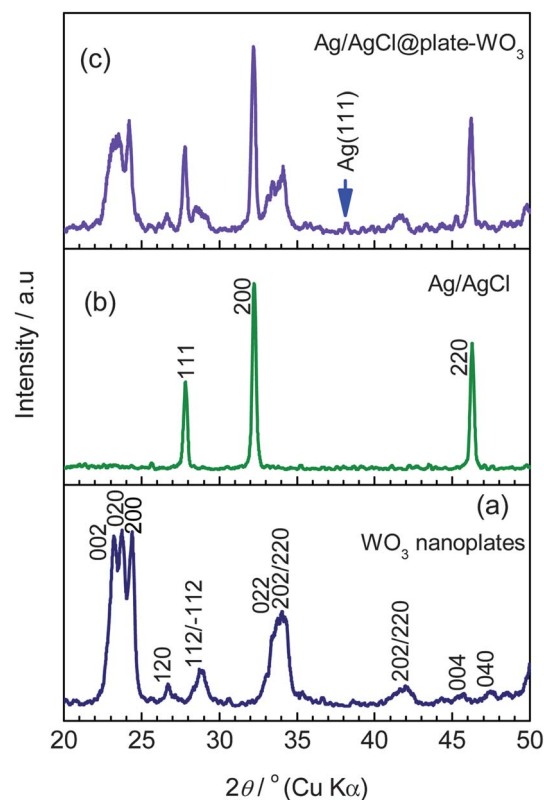 Ag/AgCl@plate-WO₃
(c)
Ag(111)
Ag/AgCl
(b)
111
200
220
Intensity / a.u
(a)
WO₃ nanoplates
002
020
200
120
112/-112
022
202/220
202/220
004
040
20 25 30 35 40 45 50
2θ / ° (Cu Kα)